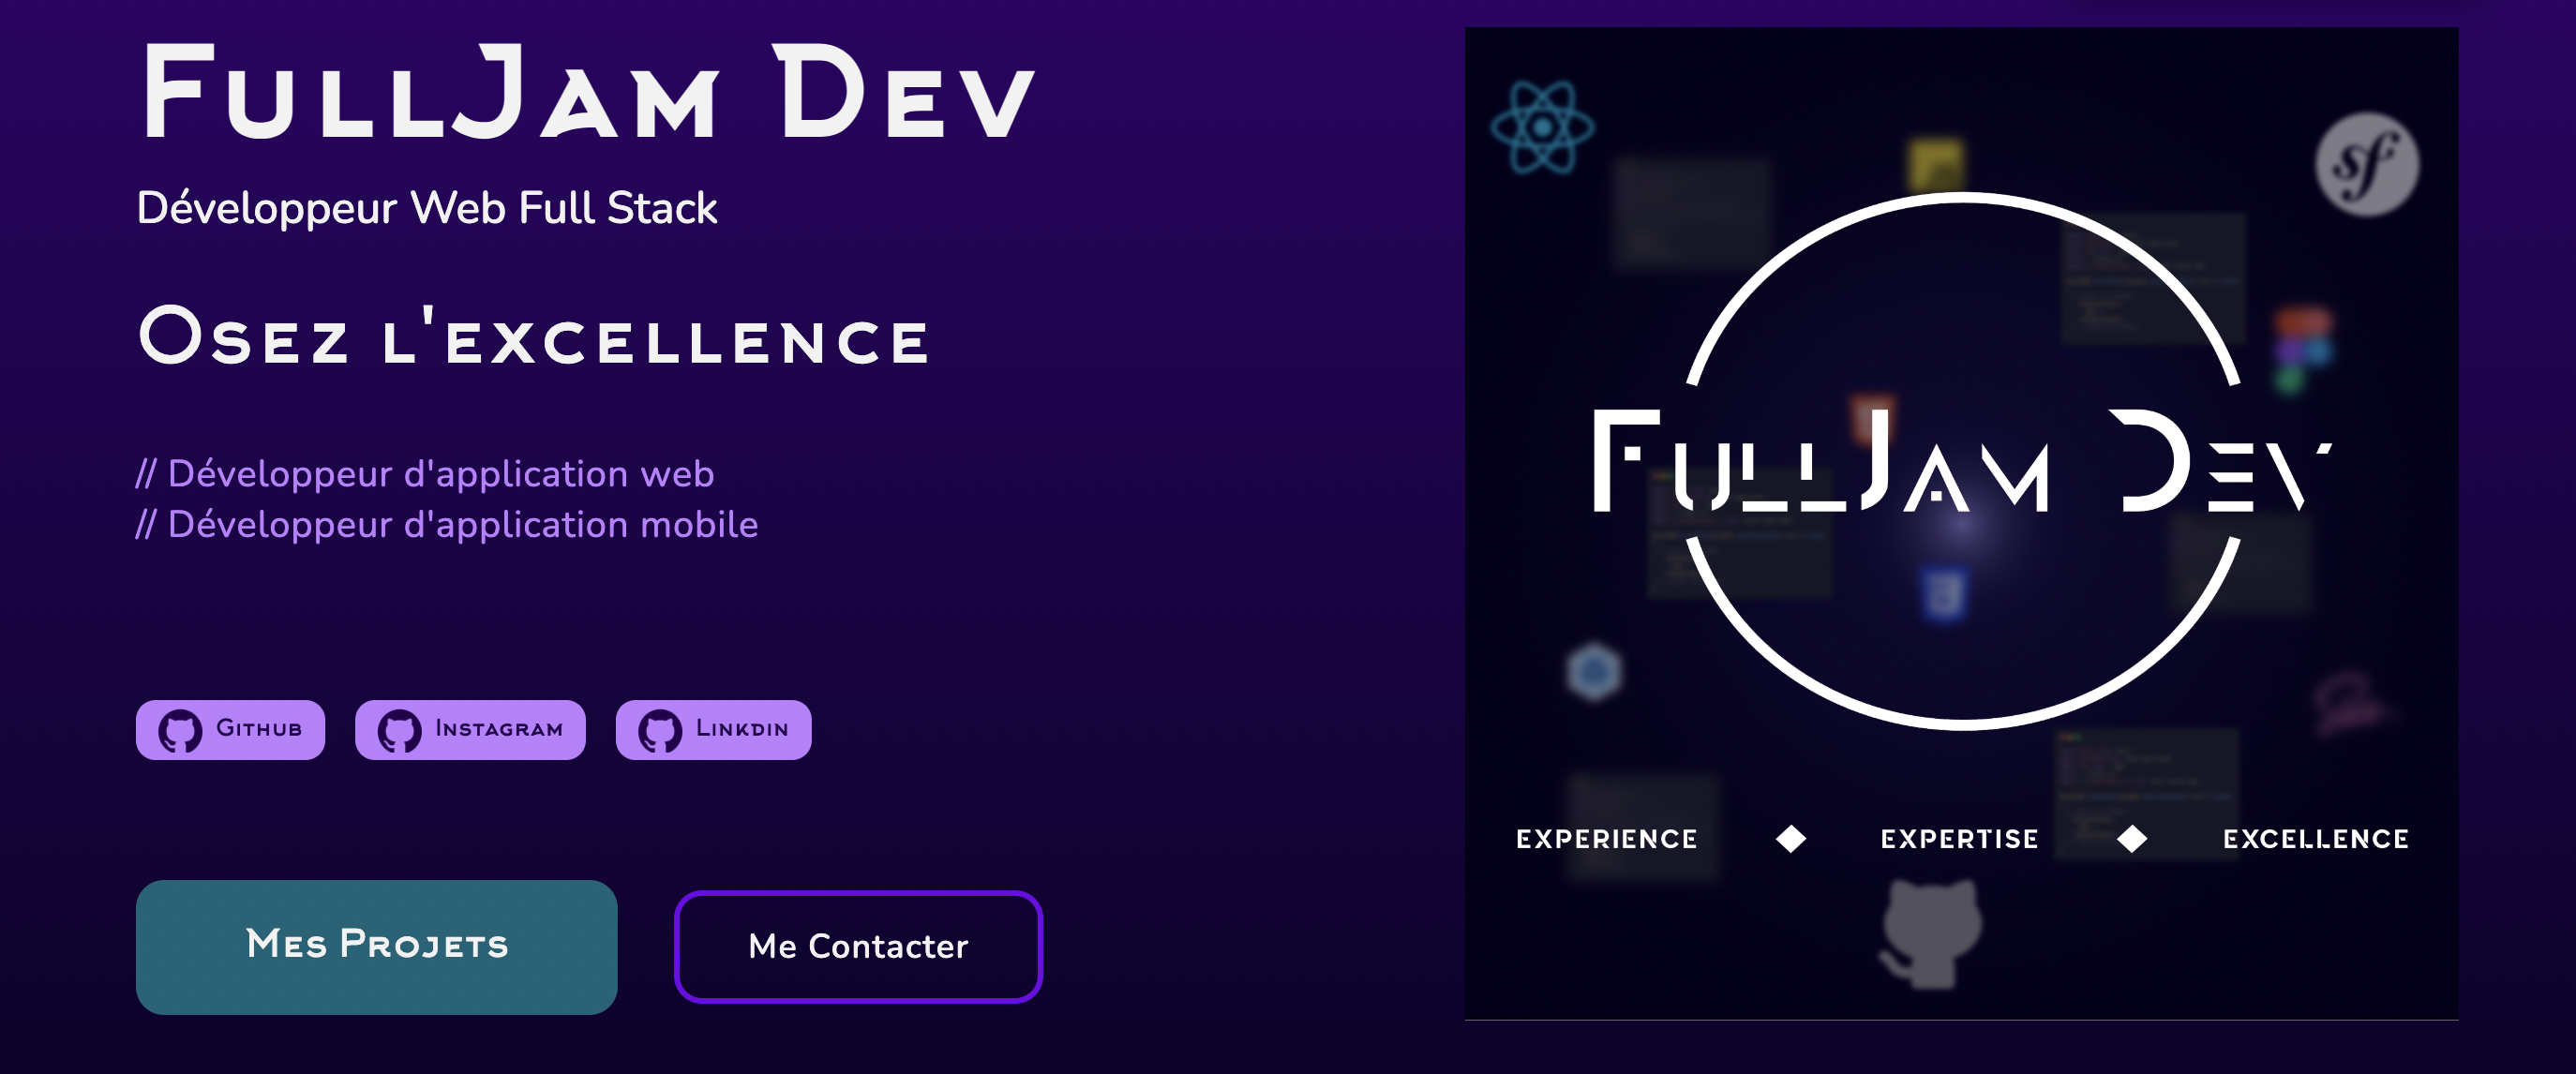 FullJam Dev
Développeur Web Full Stack
Osez l'excellence
// Développeur d'application web
// Développeur d'application mobile
Github Instagram Linkdin
Mes Projets Me Contacter
sf
FullJam Dev
EXPERIENCE EXPERTISE EXCELLENCE